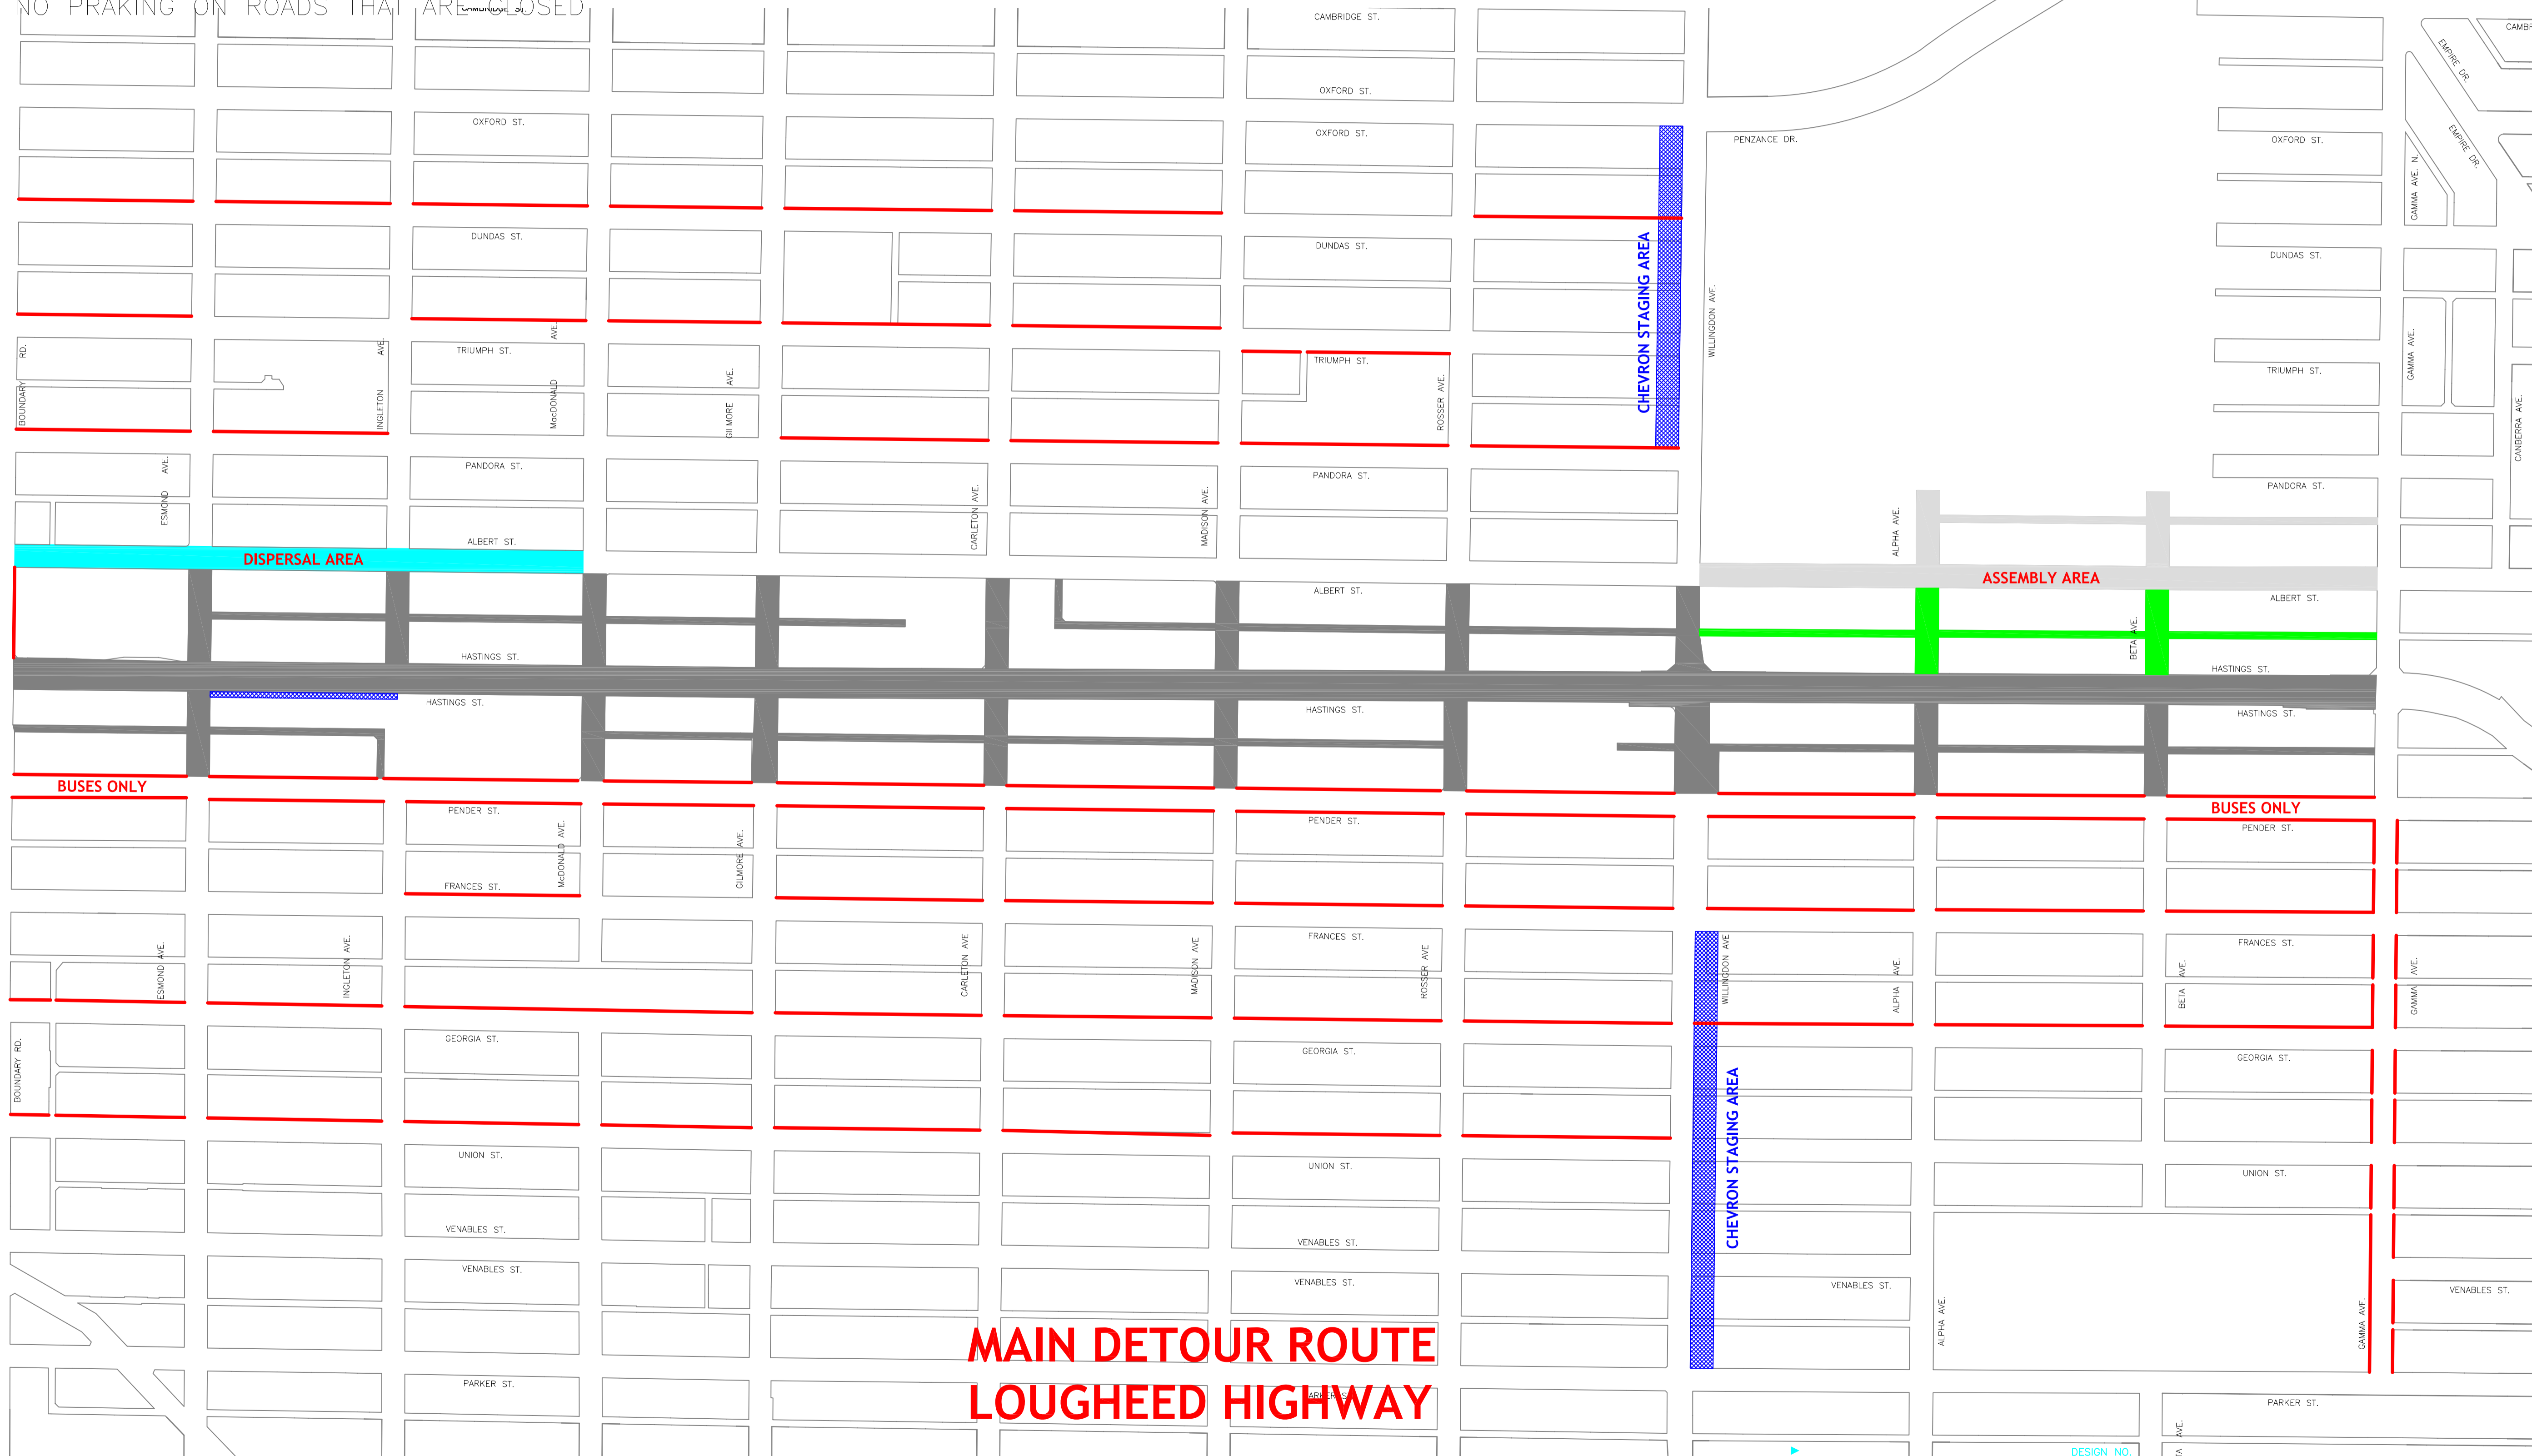 NO PRAKING ON ROADS THAT ARE CLOSED
CAMBRIDGE ST.
CAMBRIDGE ST.
EMPIRE DR.
OXFORD ST.
OXFORD ST.
OXFORD ST.
PENZANCE DR.
OXFORD ST.
EMPIRE DR.
GAMMA AVE. N.
DUNDAS ST.
DUNDAS ST.
DUNDAS ST.
CHEVRON STAGING AREA
WILLINGDON AVE.
BOUNDARY RD.
INGLETON AVE.
TRIUMPH ST.
MacDONALD AVE.
GILMORE AVE.
TRIUMPH ST.
ROSSER AVE.
TRIUMPH ST.
GAMMA AVE.
CANBERRA AVE.
ESMOND AVE.
PANDORA ST.
CARLETON AVE.
MADISON AVE.
PANDORA ST.
ALPHA AVE.
PANDORA ST.
ALBERT ST.
DISPERSAL AREA
ASSEMBLY AREA
ALBERT ST.
ALBERT ST.
BETA AVE.
HASTINGS ST.
HASTINGS ST.
HASTINGS ST.
HASTINGS ST.
HASTINGS ST.
BUSES ONLY
BUSES ONLY
PENDER ST.
PENDER ST.
PENDER ST.
McDONALD AVE.
GILMORE AVE.
FRANCES ST.
FRANCES ST.
FRANCES ST.
ESMOND AVE.
INGLETON AVE.
CARLETON AVE
MADISON AVE
ROSSER AVE
WILLINGDON AVE
ALPHA AVE.
BETA AVE.
GAMMA AVE.
BOUNDARY RD.
GEORGIA ST.
GEORGIA ST.
GEORGIA ST.
CHEVRON STAGING AREA
UNION ST.
UNION ST.
UNION ST.
VENABLES ST.
VENABLES ST.
VENABLES ST.
VENABLES ST.
VENABLES ST.
VENABLES ST.
ALPHA AVE.
GAMMA AVE.
MAIN DETOUR ROUTE
LOUGHEED HIGHWAY
PARKER ST.
PARKER ST.
DESIGN NO.